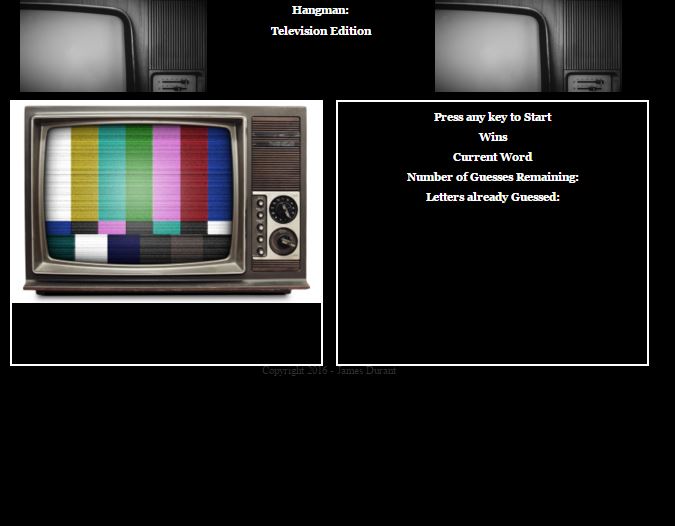 Hangman:
Television Edition
Press any key to Start
Wins
Current Word
Number of Guesses Remaining:
Letters already Guessed:
Copyright 2016 - James Durant